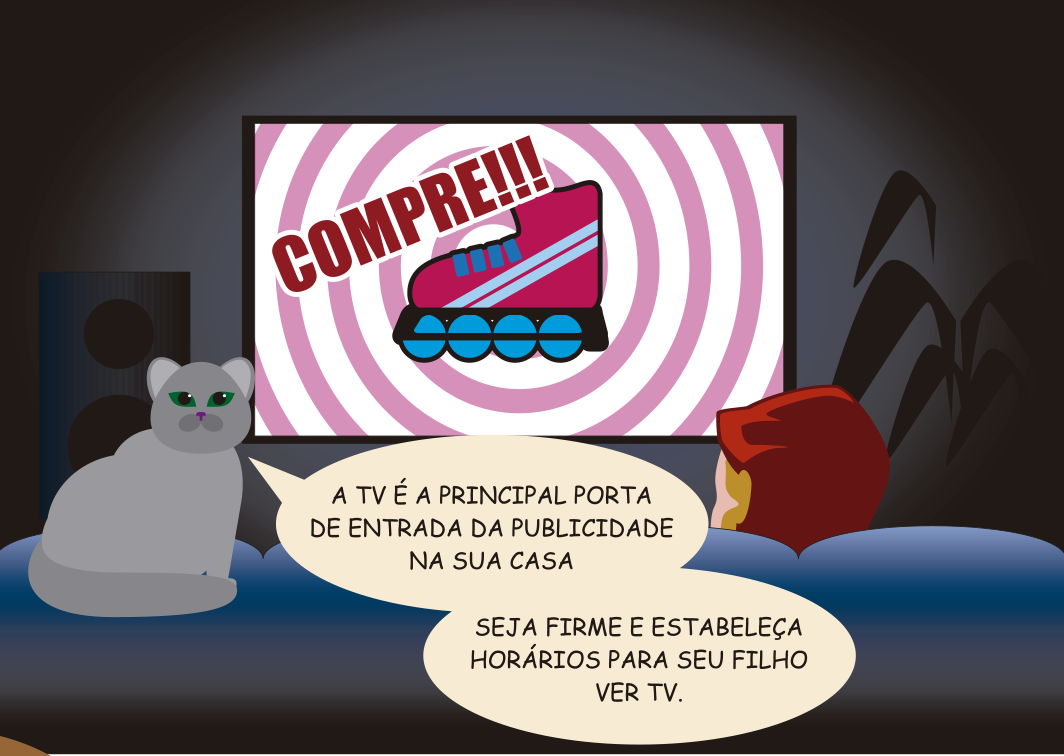 COMPRE!!!
A TV É A PRINCIPAL PORTA
DE ENTRADA DA PUBLICIDADE
NA SUA CASA
SEJA FIRME E ESTABELEÇA
HORÁRIOS PARA SEU FILHO
VER TV.